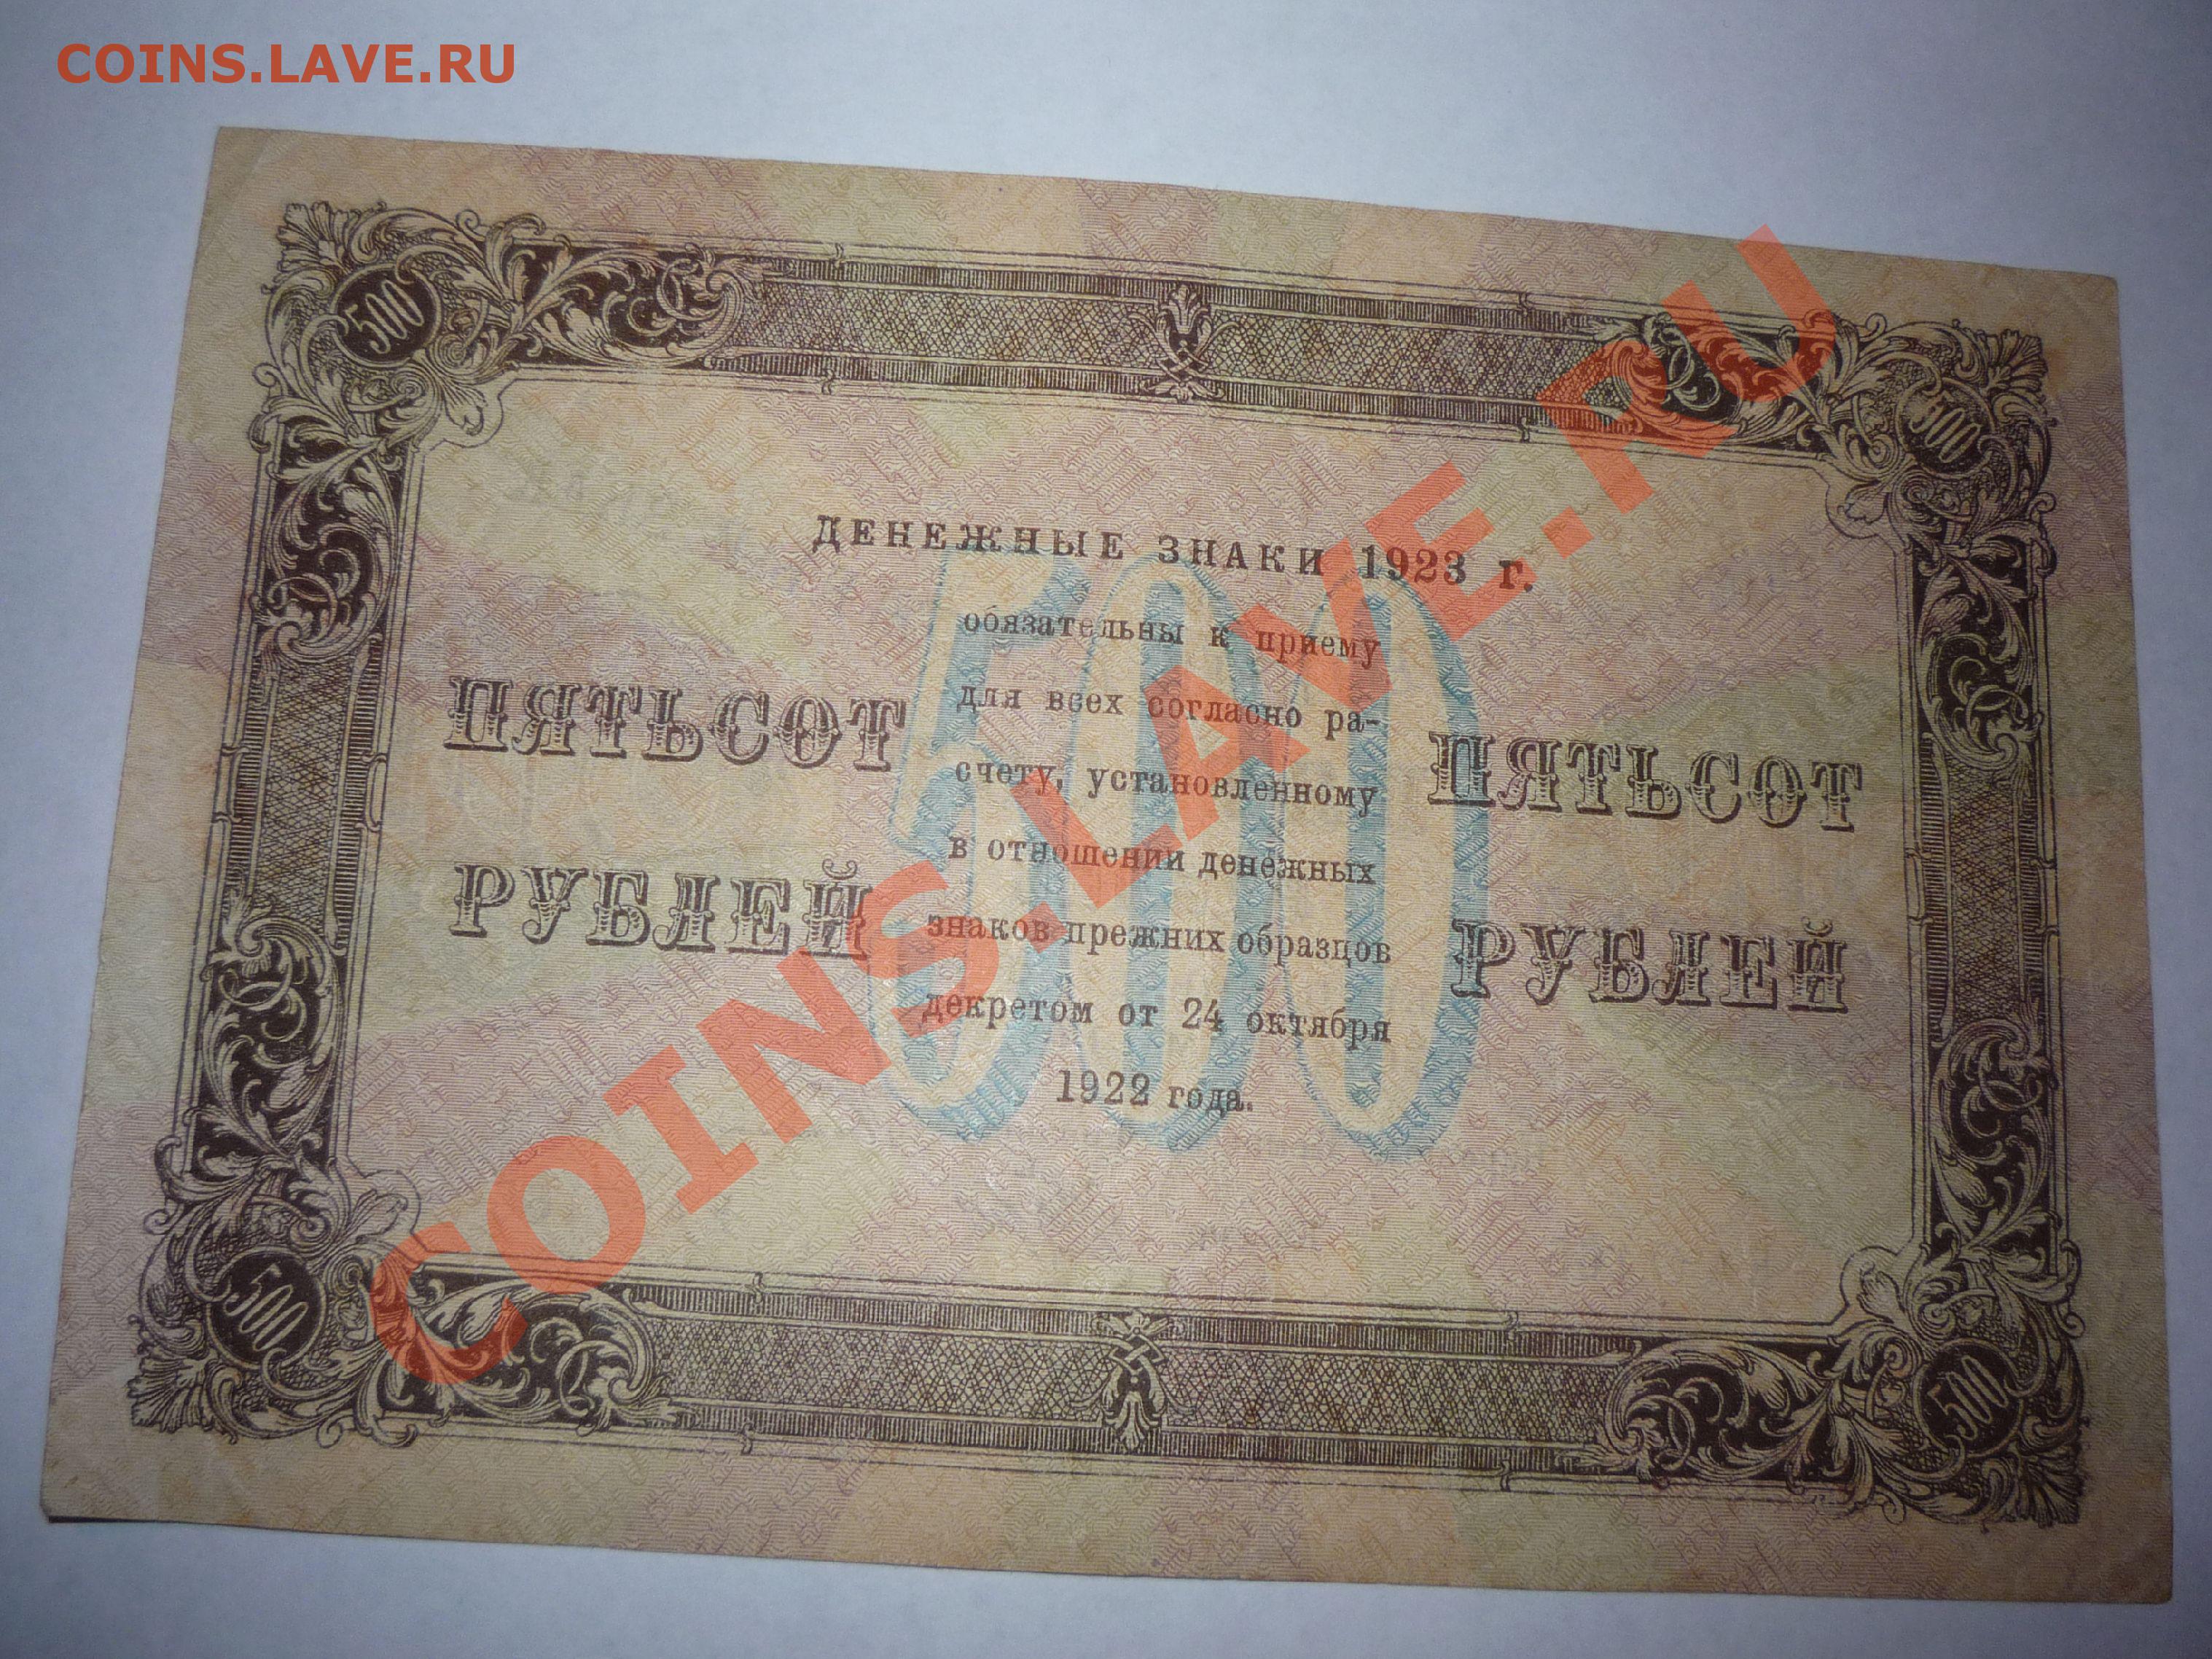 COINS.LAVE.RU
500
500
ДЕНЕЖНЫЕ ЗНАКИ 1923 г.
обязательны к приему
для всех согласно ра-
счету, установленному
в отношении денежных
знаков прежних образцов
декретом от 24 октября
1922 года.
ПЯТЬСОТ
РУБЛЕЙ
500
ПЯТЬСОТ
РУБЛЕЙ
500
500
COINS.LAVE.RU